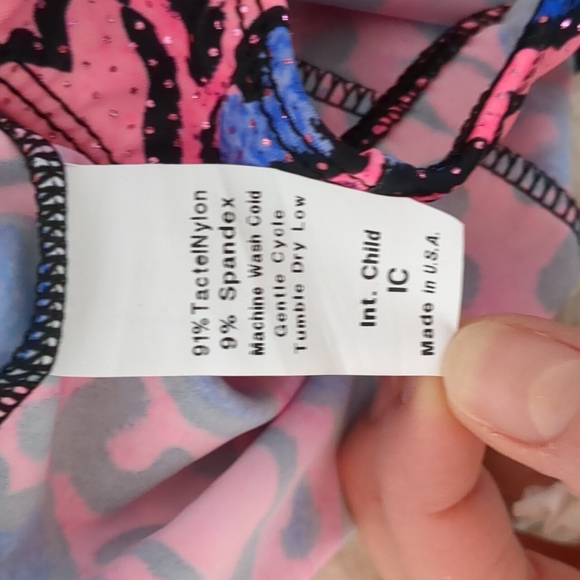 91% TactelNylon
9% Spandex
Machine Wash Cold
Gentle Cycle
Tumble Dry Low
Int. Child
IC
Made in U.S.A.